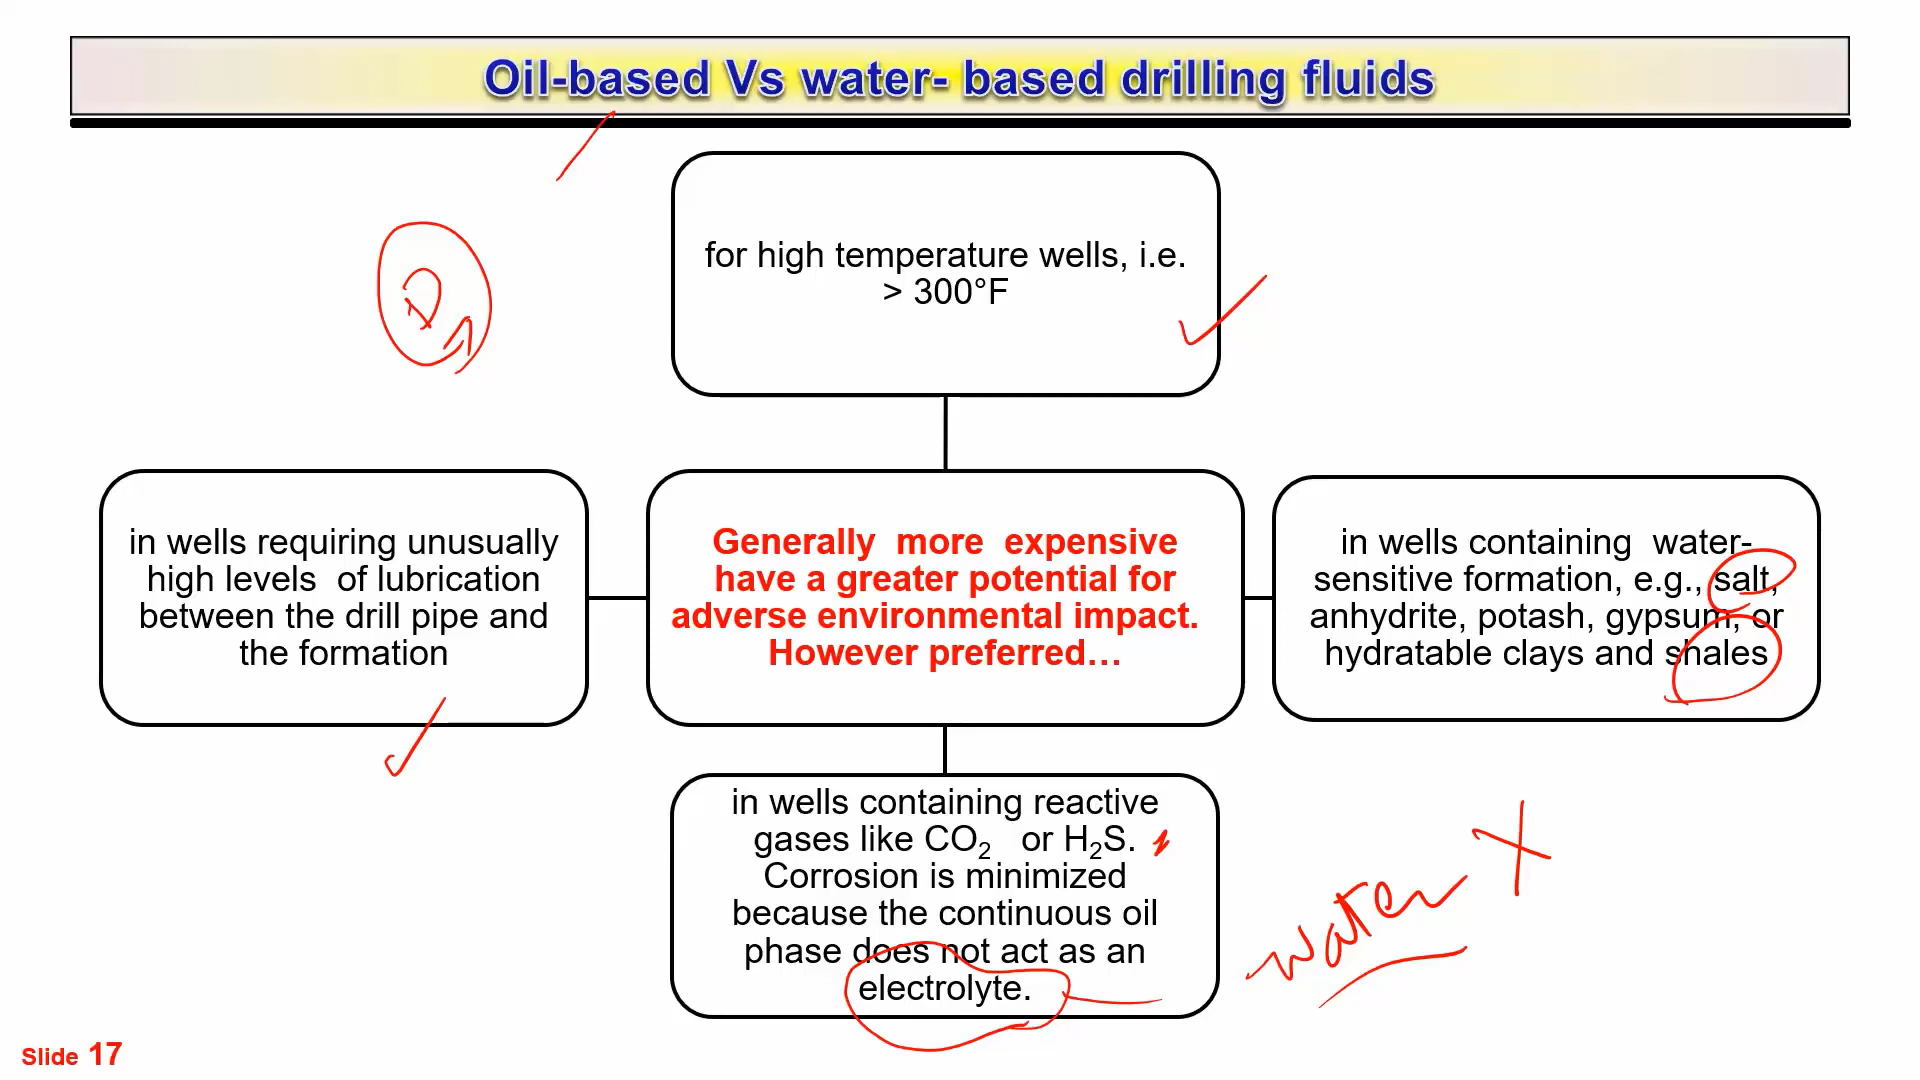 Oil-based Vs water- based drilling fluids
for high temperature wells, i.e.
> 300°F
in wells requiring unusually
high levels of lubrication
between the drill pipe and
the formation
Generally more expensive
have a greater potential for
adverse environmental impact.
However preferred...
in wells containing water-
sensitive formation, e.g., salt,
anhydrite, potash, gypsum, or
hydratable clays and shales
in wells containing reactive
gases like CO₂ or H₂S.
Corrosion is minimized
because the continuous oil
phase does not act as an
electrolyte.
water X
Slide 17